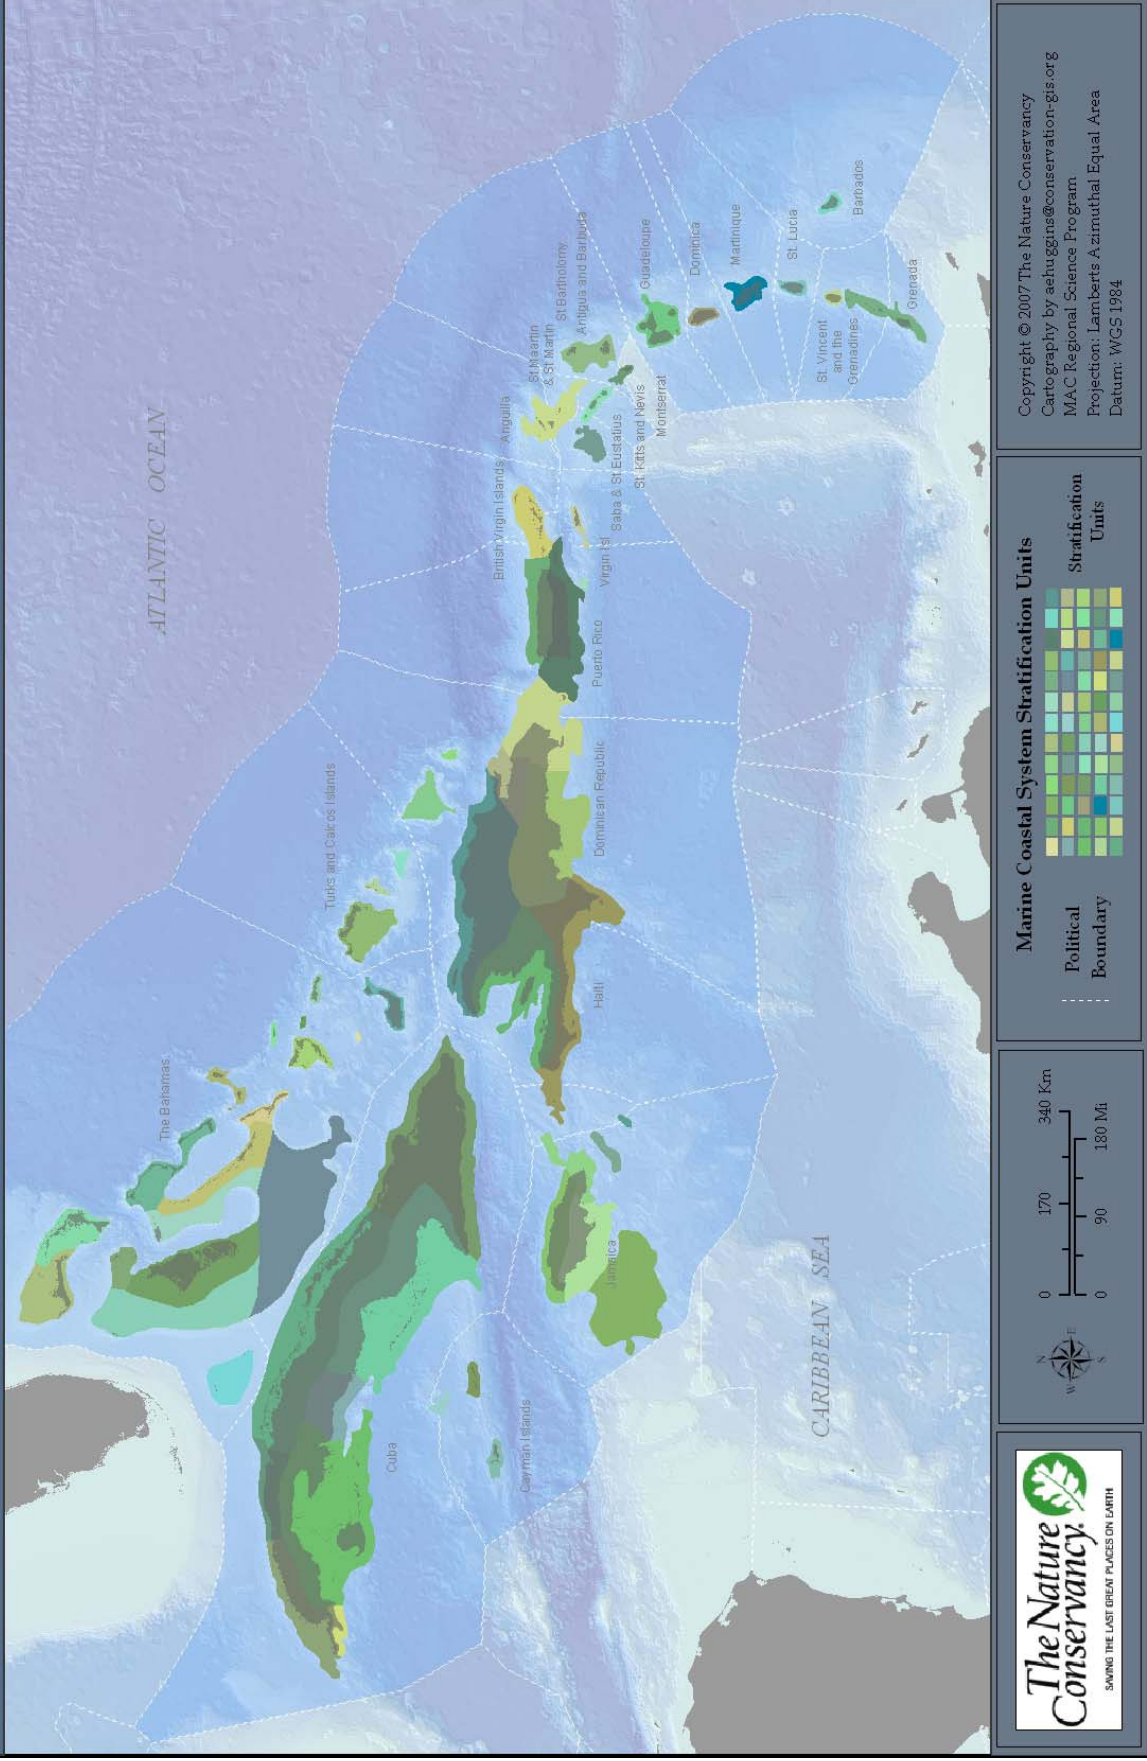 ATLANTIC OCEAN
The Bahamas
Turks and Caicos Islands
British Virgin Islands
Anguilla
St Maartin
& St Martin
St Bartholomy
Antigua and Barbuda
Guadeloupe
Dominica
Martinique
St. Lucia
Barbados
St. Vincent
and the
Grenadines
Grenada
Cuba
Cayman Islands
Jamaica
Haiti
Dominican Republic
Puerto Rico
Virgin Isl
Saba & St Eustatius
St. Kitts and Nevis
Montserrat
CARIBBEAN SEA
The Nature
Conservancy.
SAVING THE LAST GREAT PLACES ON EARTH
N
W
E
S
0 170 340 Km
0 90 180 Mi
Marine Coastal System Stratification Units
Political
Boundary
Stratification
Units
Copyright © 2007 The Nature Conservancy
Cartography by aehuggins@conservation-gis.org
MAC Regional Science Program
Projection: Lamberts Azimuthal Equal Area
Datum: WGS 1984